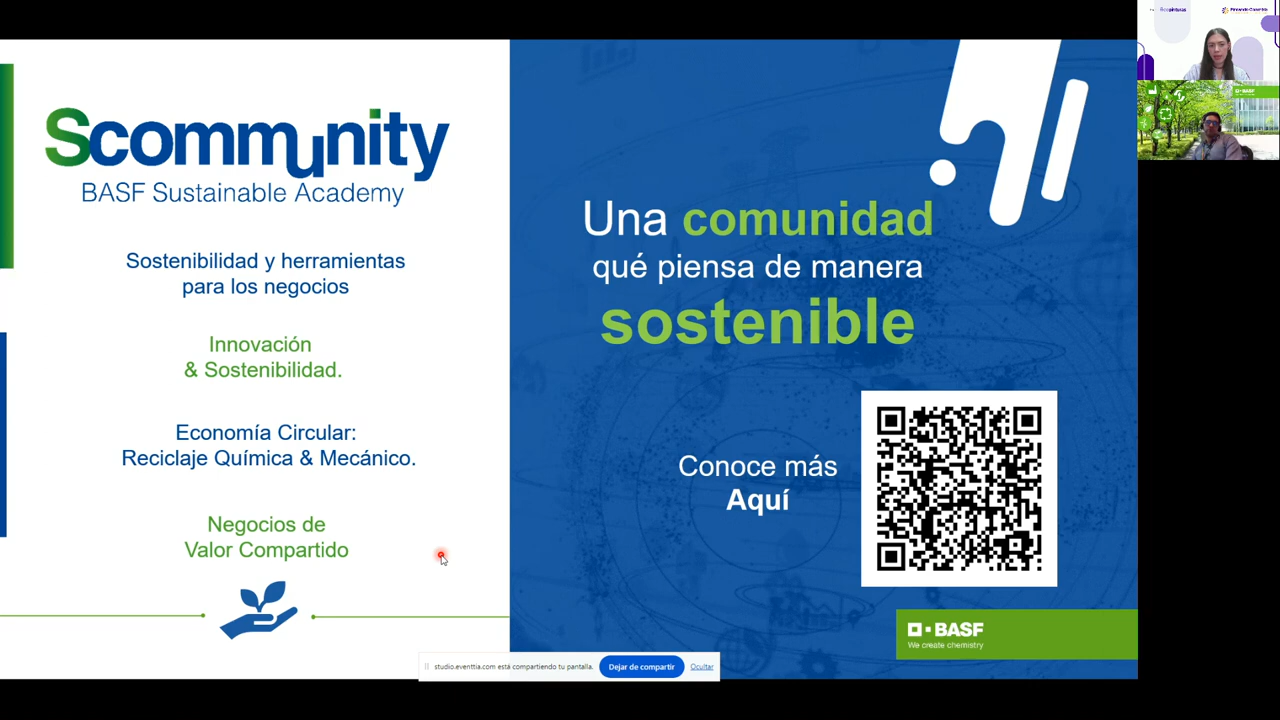 Scommunity
BASF Sustainable Academy
Sostenibilidad y herramientas
para los negocios
Innovación
& Sostenibilidad.
Economía Circular:
Reciclaje Química & Mecánico.
Negocios de
Valor Compartido
Una comunidad
qué piensa de manera
sostenible
Conoce más
Aquí
BASF
We create chemistry
studio.eventtia.com está compartiendo tu pantalla.
Dejar de compartir
Ocultar
BASF